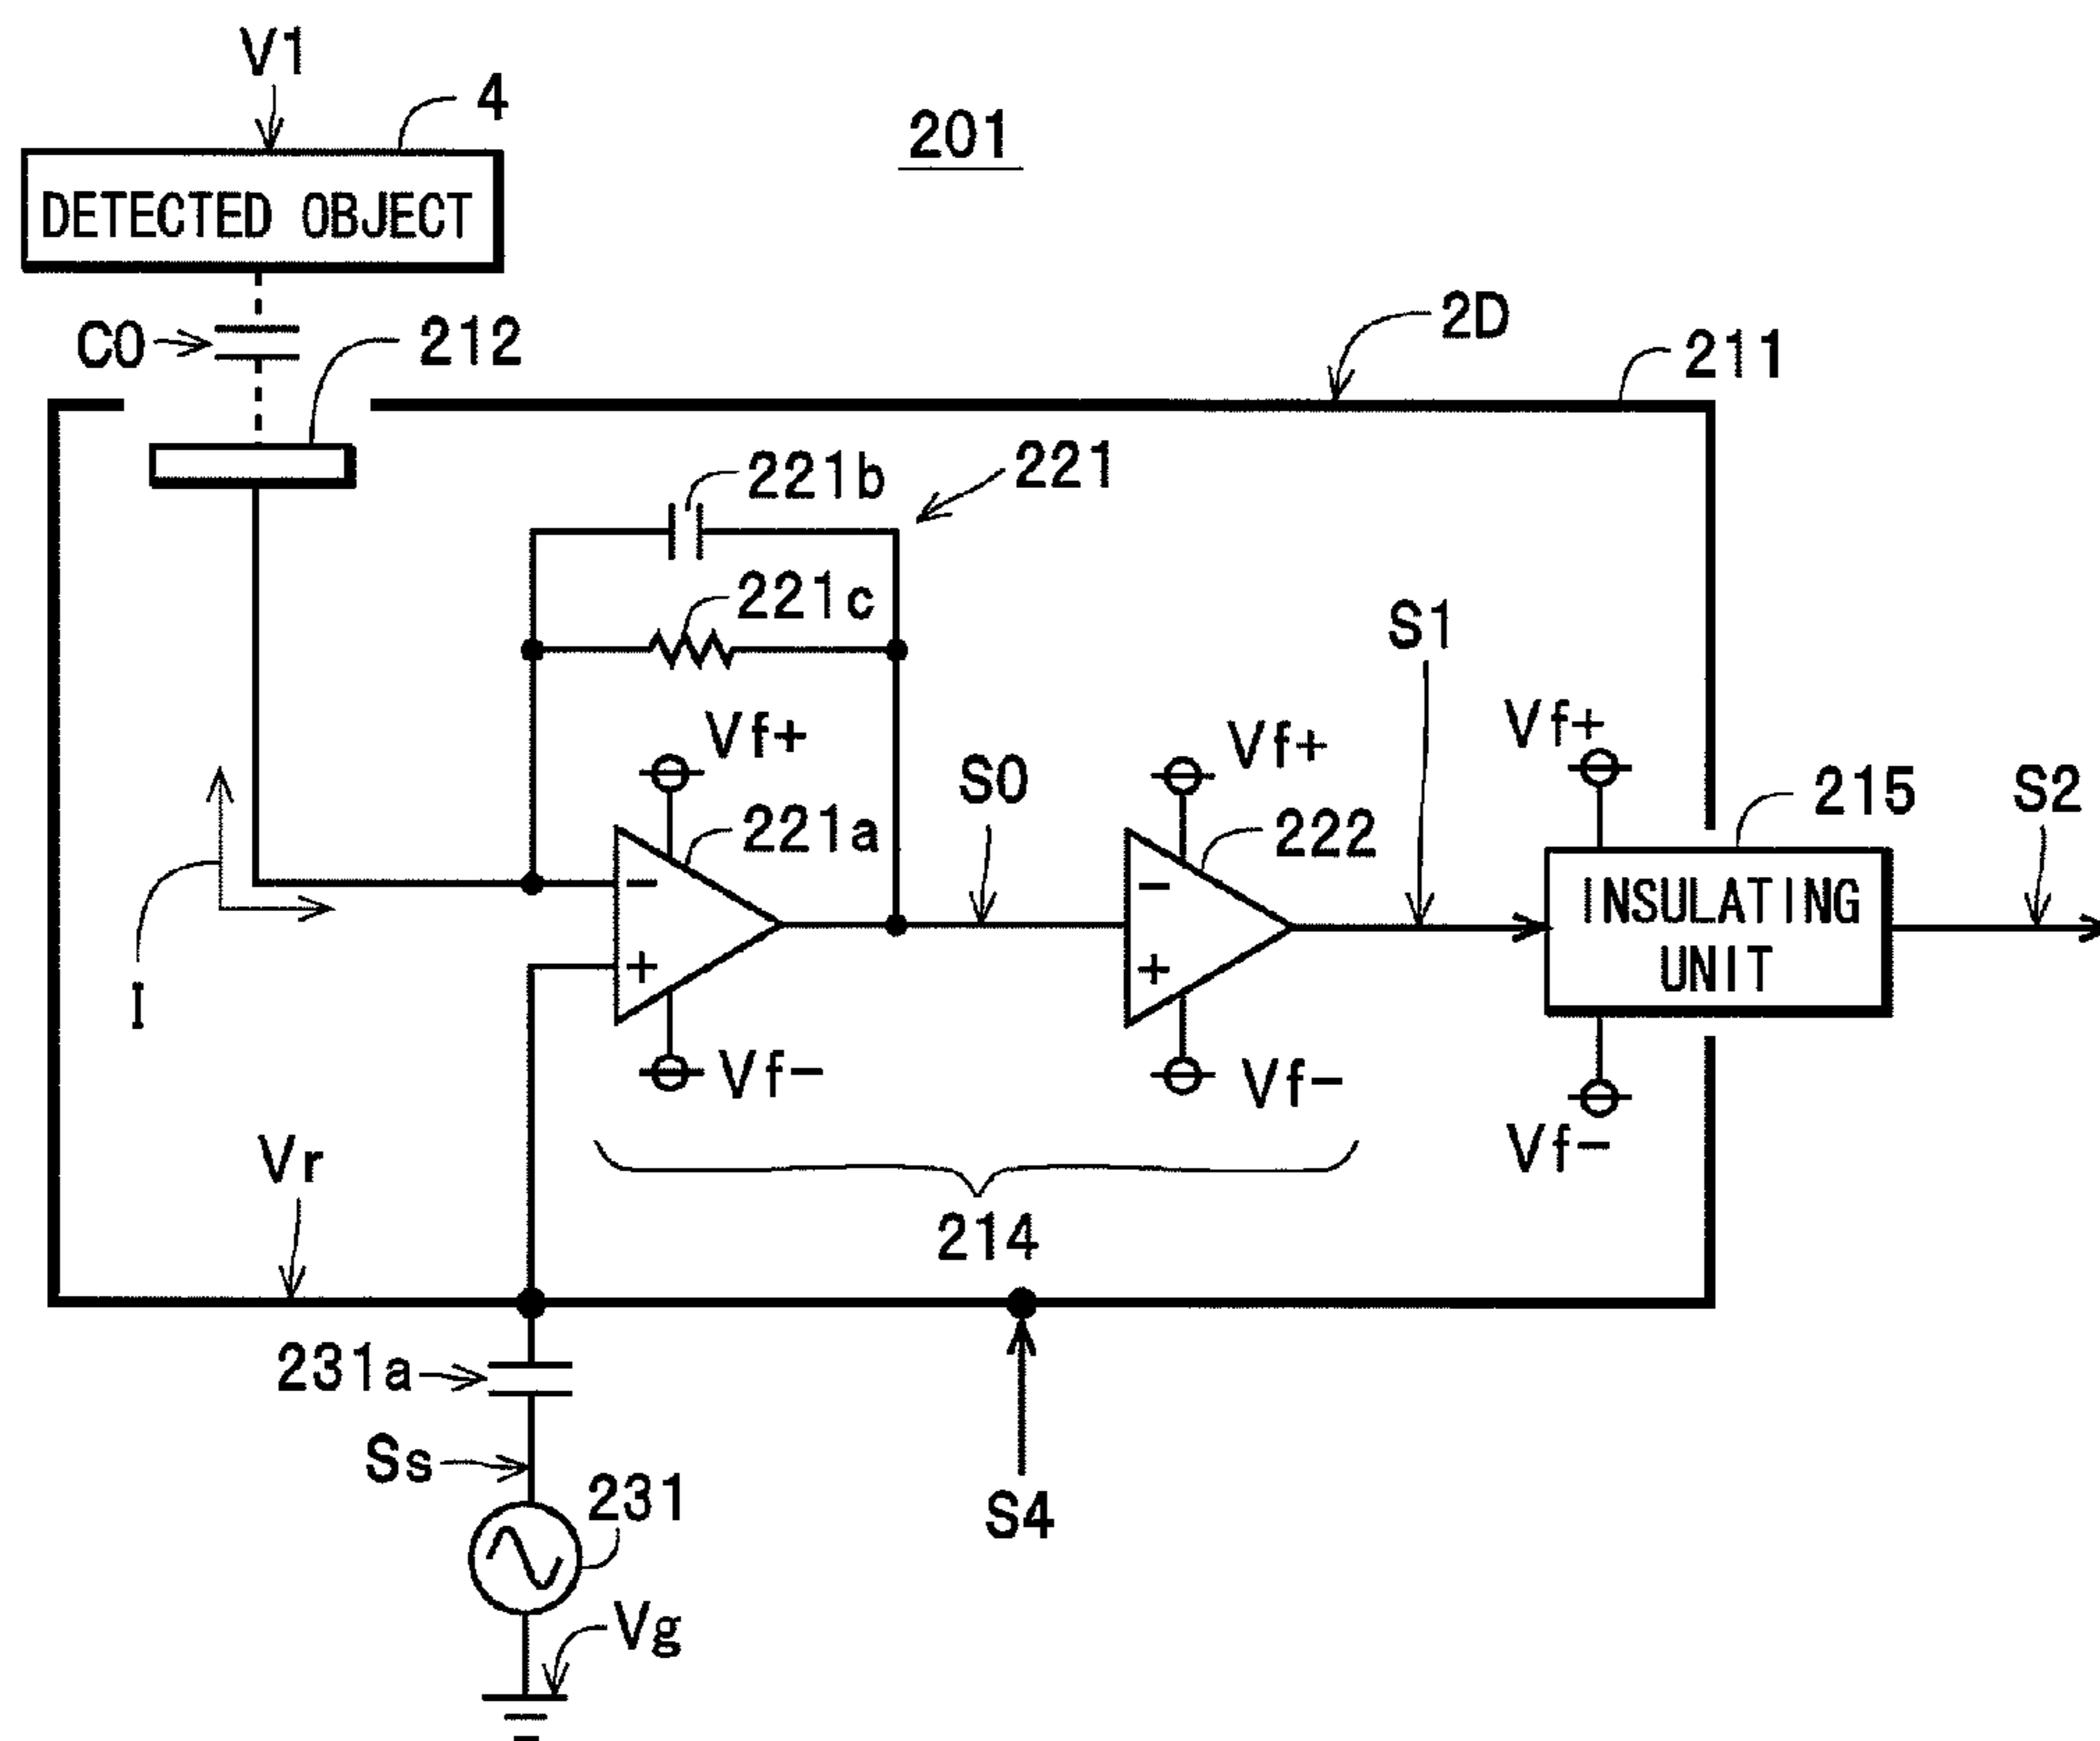 V1
4
201
DETECTED OBJECT
2D
C0
212
211
221b
221
221c
S1
Vf+
Vf+
Vf+
S0
215
S2
221a
222
−
−
INSULATING
UNIT
+
+
I
Vf−
Vf−
Vf−
Vr
214
231a
Ss
231
S4
Vg